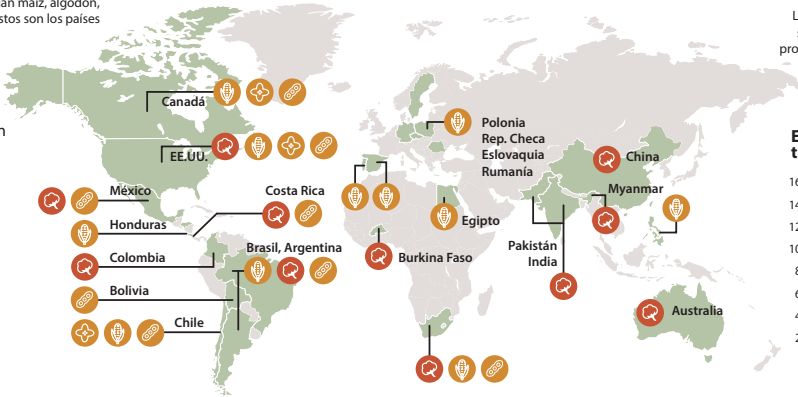 an maíz, algodón,
stos son los países
n
L
pro
E
t
16
14
12
10
8
6
4
2
Canadá
EE.UU.
México
Costa Rica
Honduras
Colombia
Brasil, Argentina
Bolivia
Chile
Polonia
Rep. Checa
Eslovaquia
Rumanía
Egipto
Burkina Faso
China
Myanmar
Pakistán
India
Australia